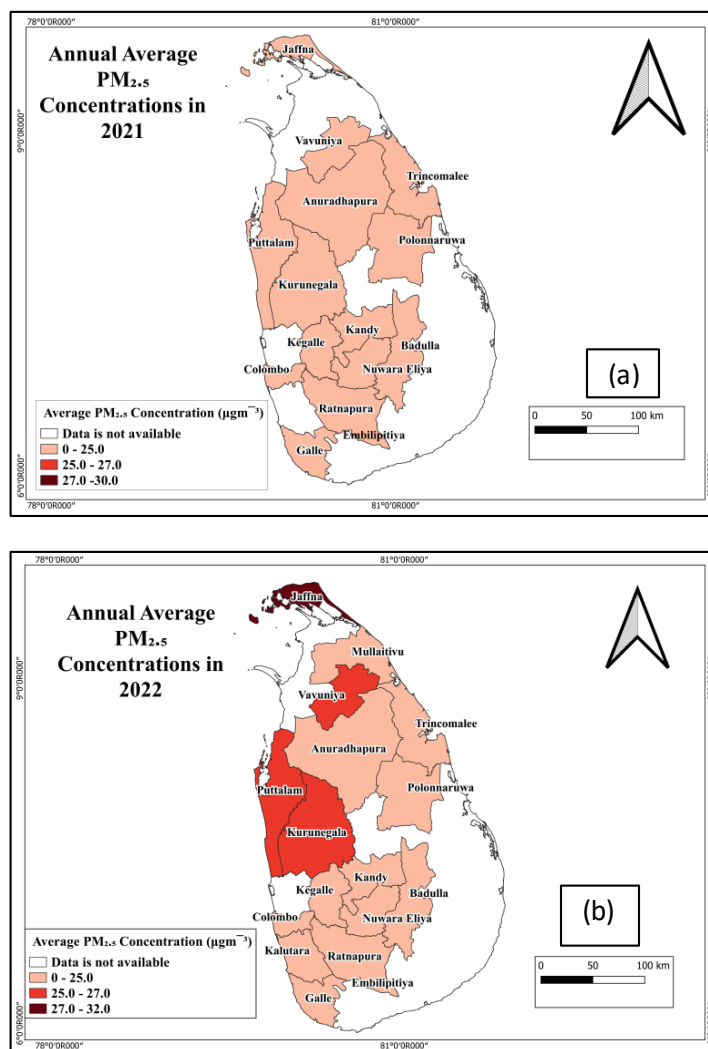 78°0'0R000″ 81°0'0R000″
Annual Average
PM₂.₅
Concentrations in
2021
9°0'0R000″
Jaffna
Vavuniya
Trincomalee
Anuradhapura
Puttalam
Polonnaruwa
Kurunegala
Kandy
Kegalle
Badulla
Colombo
Nuwara Eliya
(a)
Ratnapura
Embilipitiya
Galle
Average PM₂.₅ Concentration (µgm⁻³)
Data is not available
0 - 25.0
25.0 - 27.0
27.0 -30.0
0 50 100 km
6°0'0R000″
78°0'0R000″ 81°0'0R000″
78°0'0R000″ 81°0'0R000″
Annual Average
PM₂.₅
Concentrations in
2022
9°0'0R000″
Jaffna
Mullaitivu
Vavuniya
Trincomalee
Anuradhapura
Puttalam
Polonnaruwa
Kurunegala
Kandy
Kegalle
Badulla
Colombo
Nuwara Eliya
(b)
Kalutara
Ratnapura
Embilipitiya
Galle
Average PM₂.₅ Concentration (µgm⁻³)
Data is not available
0 - 25.0
25.0 - 27.0
27.0 - 32.0
0 50 100 km
6°0'0R000″
78°0'0R000″ 81°0'0R000″